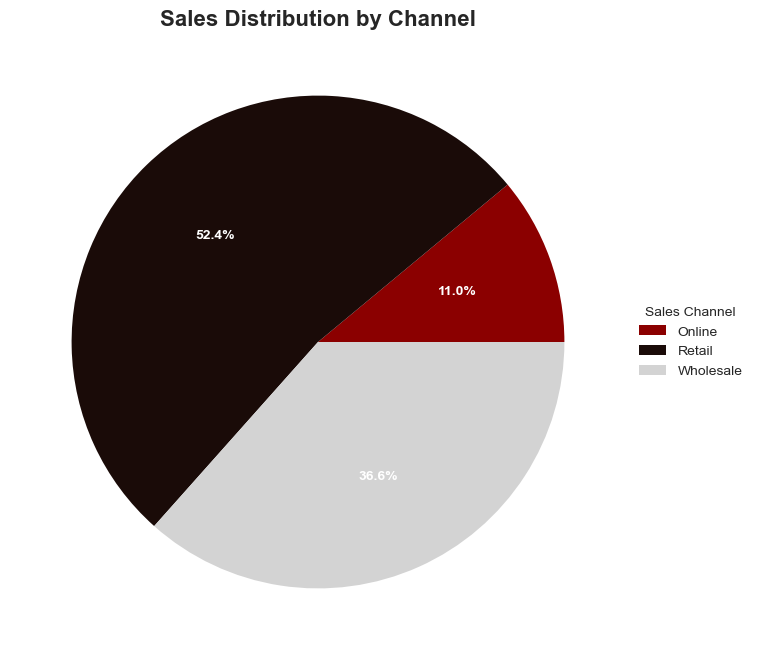 Sales Distribution by Channel
52.4%
11.0%
36.6%
Sales Channel
Online
Retail
Wholesale